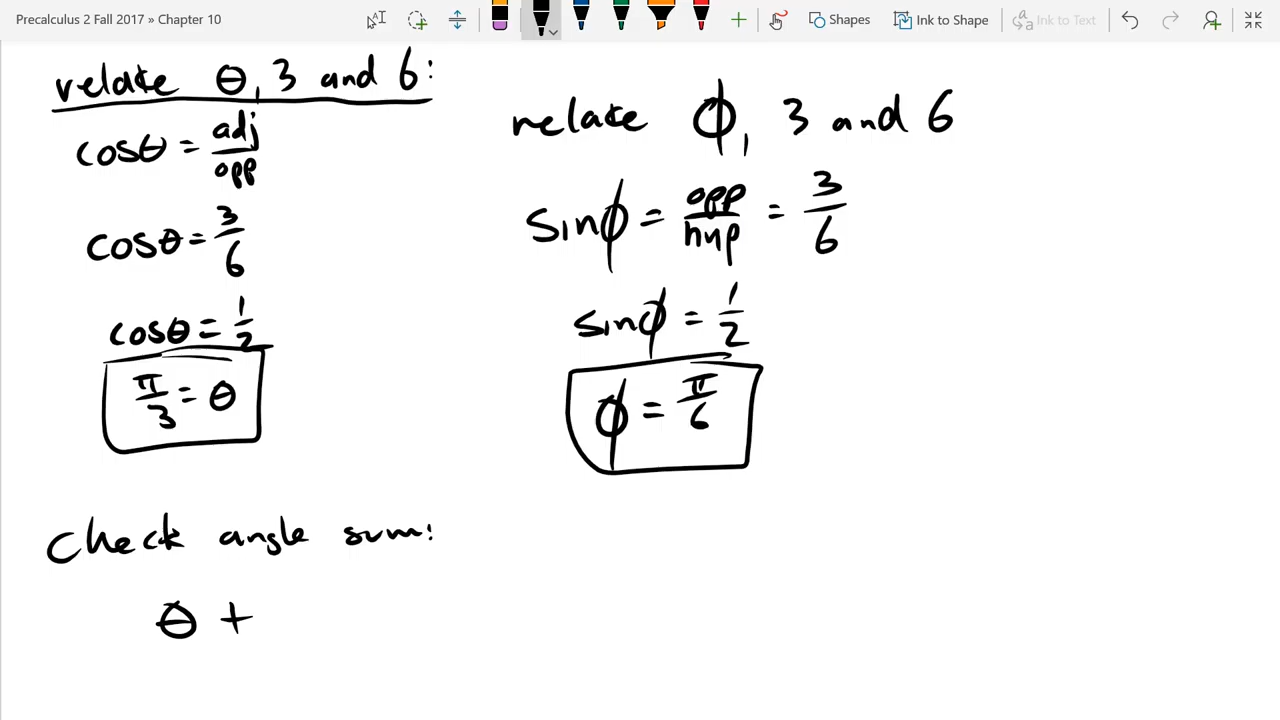 Precalculus 2 Fall 2017 » Chapter 10
Shapes
Ink to Shape
Ink to Text
relate θ, 3 and 6:
cosθ = adj/opp
cosθ = 3/6
cosθ = 1/2
π/3 = θ
relate ϕ, 3 and 6
sinϕ = opp/hyp = 3/6
sinϕ = 1/2
ϕ = π/6
Check angle sum:
θ +